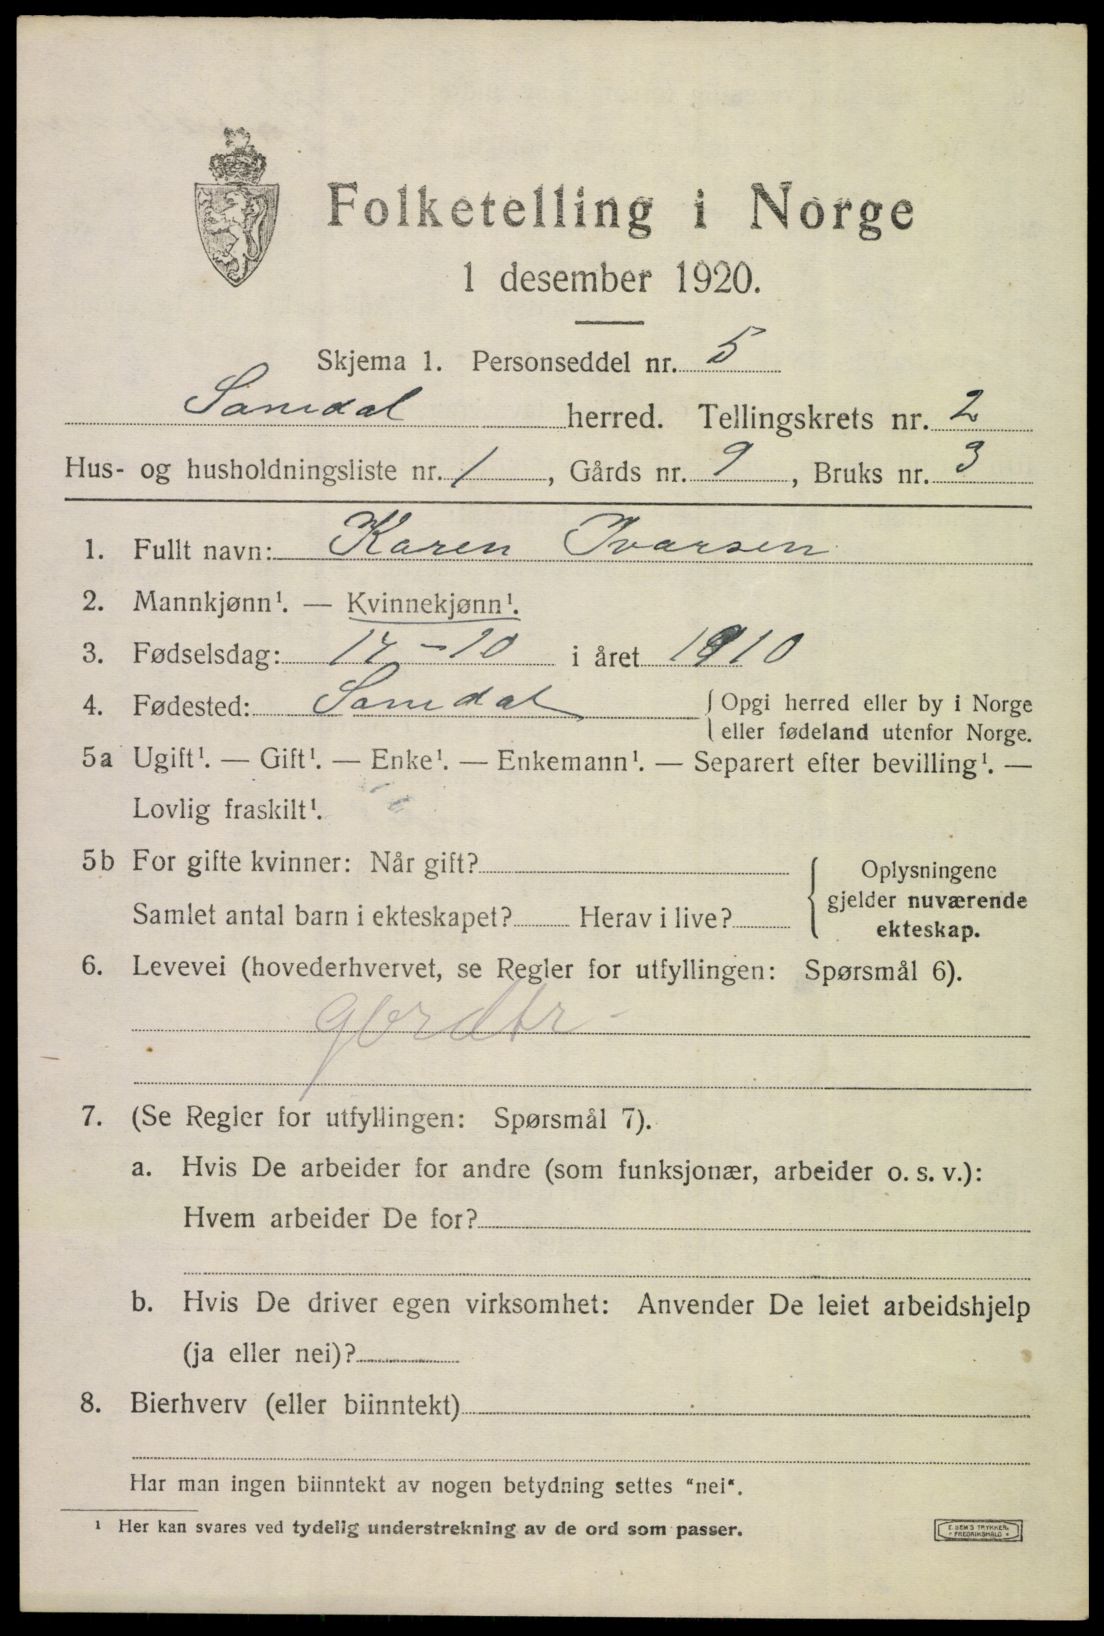 Folketelling i Norge
1 desember 1920.
Skjema 1. Personseddel nr. 5
Samdal herred. Tellingskrets nr. 2
Hus- og husholdningsliste nr. 1, Gårds nr. 9, Bruks nr. 3
1. Fullt navn: Karen Ivarsen
2. Mannkjønn¹. — Kvinnekjønn¹.
3. Fødselsdag: 14-10 i året 1910
4. Fødested: Samdal { Opgi herred eller by i Norge
eller fødeland utenfor Norge.
5a Ugift¹. — Gift¹. — Enke¹. — Enkemann¹. — Separert efter bevilling¹. —
Lovlig fraskilt¹.
5b For gifte kvinner: Når gift?
Samlet antal barn i ekteskapet? Herav i live?
Oplysningene
gjelder nuværende
ekteskap.
6. Levevei (hovederhvervet, se Regler for utfyllingen: Spørsmål 6).
7. (Se Regler for utfyllingen: Spørsmål 7).
a. Hvis De arbeider for andre (som funksjonær, arbeider o. s. v.):
Hvem arbeider De for?
b. Hvis De driver egen virksomhet: Anvender De leiet arbeidshjelp
(ja eller nei)?
8. Bierhverv (eller biinntekt)
Har man ingen biinntekt av nogen betydning settes "nei".
¹ Her kan svares ved tydelig understrekning av de ord som passer.
E. SEM'S TRYKKERI
FREDRIKSHALD